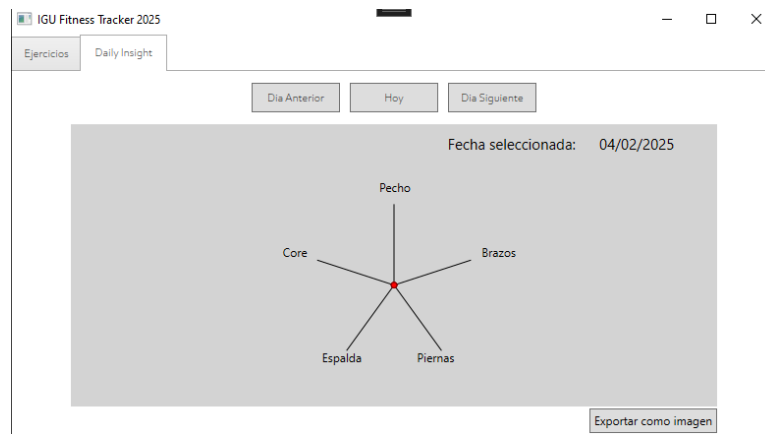 IGU Fitness Tracker 2025
Ejercicios
Daily Insight
Dia Anterior
Hoy
Dia Siguiente
Fecha seleccionada: 04/02/2025
Pecho
Core
Brazos
Espalda
Piernas
Exportar como imagen